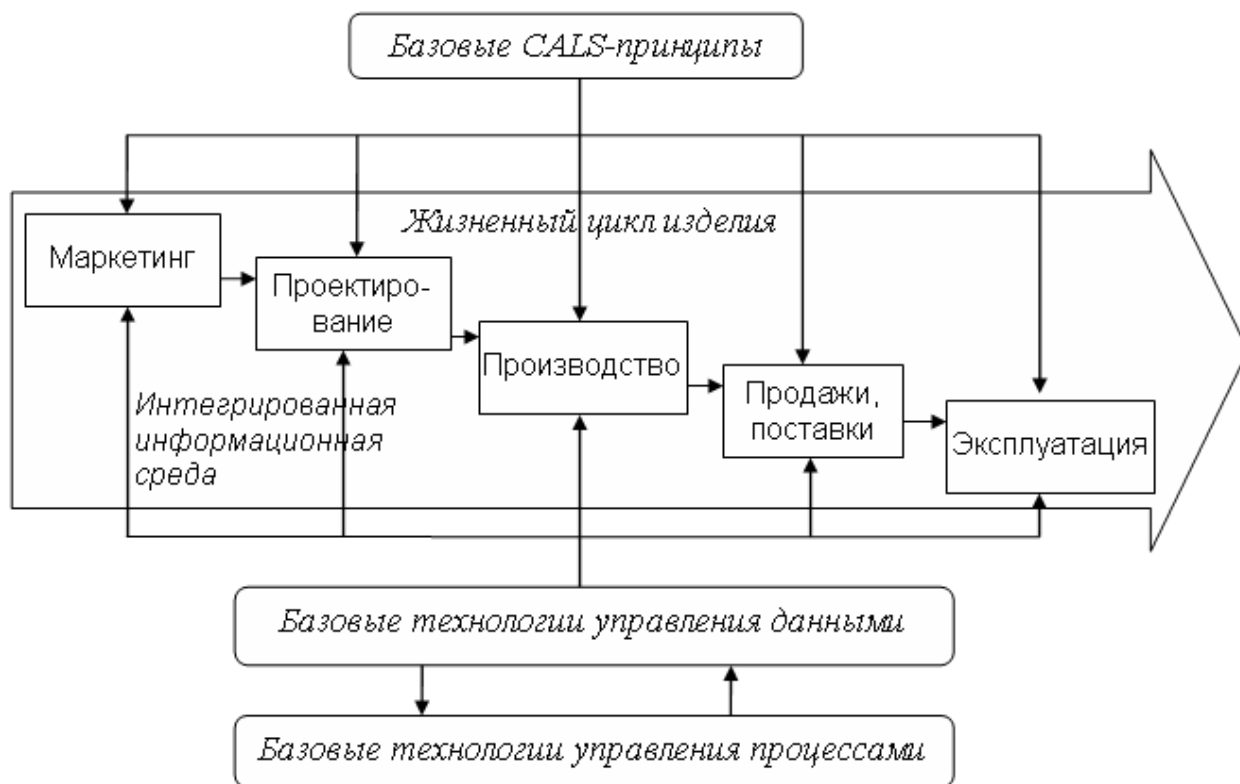 Базовые CALS-принципы
Жизненный цикл изделия
Маркетинг
Проектиро-
вание
Производство
Продажи,
поставки
Эксплуатация
Интегрированная
информационная
среда
Базовые технологии управления данными
Базовые технологии управления процессами